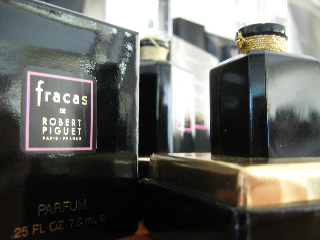 fracas
DE
ROBERT
PIGUET
PARIS-FRANCE
PARFUM
.25 FL OZ 7.5 mL e